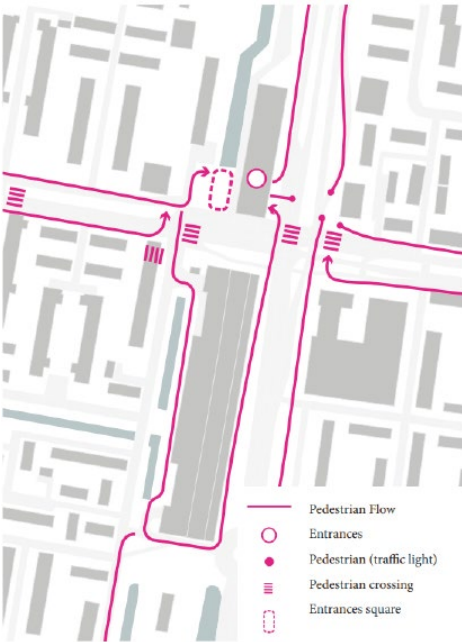 Pedestrian Flow
Entrances
Pedestrian (traffic light)
Pedestrian crossing
Entrances square